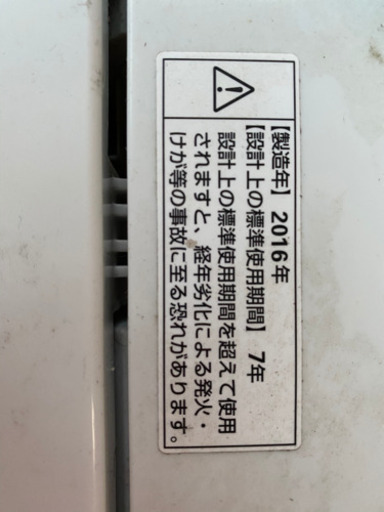 【製造年】 2016年
【設計上の標準使用期間】 7年
設計上の標準使用期間を超えて使用
されますと、経年劣化による発火・
けが等の事故に至る恐れがあります。